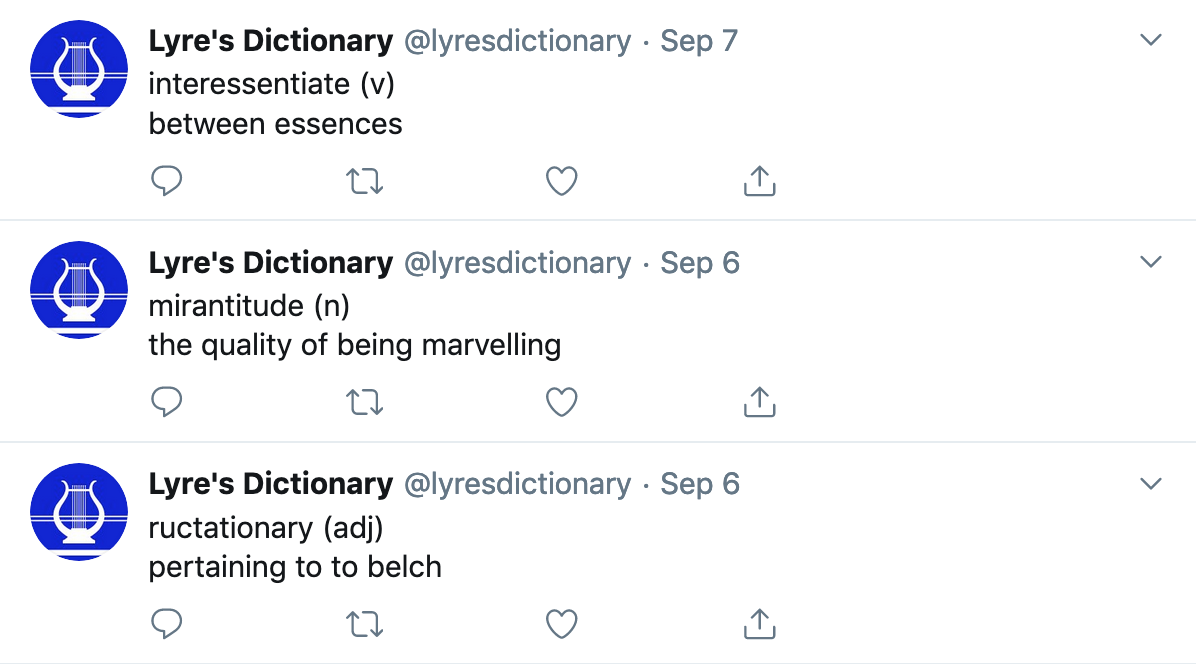 Lyre's Dictionary @lyresdictionary · Sep 7
interessentiate (v)
between essences
Lyre's Dictionary @lyresdictionary · Sep 6
mirantitude (n)
the quality of being marvelling
Lyre's Dictionary @lyresdictionary · Sep 6
ructationary (adj)
pertaining to to belch